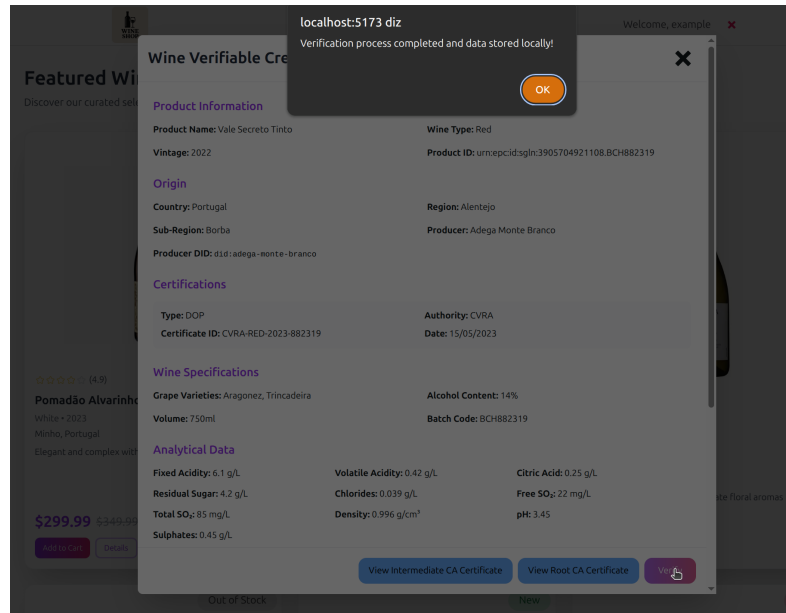 WINE
SHOP
Welcome, example
localhost:5173 diz
Verification process completed and data stored locally!
OK
Wine Verifiable Cre
Featured Wi
Discover our curated sele
Product Information
Product Name: Vale Secreto Tinto
Wine Type: Red
Vintage: 2022
Product ID: urn:epc:id:sgln:3905704921108.BCH882319
Origin
Country: Portugal
Region: Alentejo
Sub-Region: Borba
Producer: Adega Monte Branco
Producer DID: did:adega-monte-branco
Certifications
Type: DOP
Authority: CVRA
Certificate ID: CVRA-RED-2023-882319
Date: 15/05/2023
Wine Specifications
Grape Varieties: Aragonez, Trincadeira
Alcohol Content: 14%
Volume: 750ml
Batch Code: BCH882319
Analytical Data
Fixed Acidity: 6.1 g/L
Volatile Acidity: 0.42 g/L
Citric Acid: 0.25 g/L
Residual Sugar: 4.2 g/L
Chlorides: 0.039 g/L
Free SO₂: 22 mg/L
Total SO₂: 85 mg/L
Density: 0.996 g/cm³
pH: 3.45
Sulphates: 0.45 g/L
View Intermediate CA Certificate
View Root CA Certificate
(4.9)
Pomadão Alvarinho
White • 2023
Minho, Portugal
Elegant and complex with
$299.99 $349.99
Add to Cart
Details
ate floral aromas
Out of Stock
New